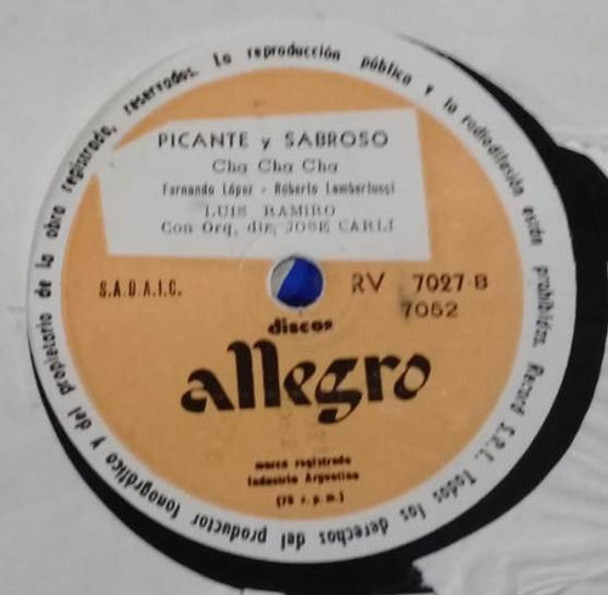 PICANTE y SABROSO
Cha Cha Cha
Fernando López - Roberto Lambertucci
LUIS RAMIRO
Con Orq. dir. JOSE CARLI
S.A.D.A.I.C.
RV 7027 B
7052
discos
allegro
marca registrada
Industria Argentina
(78 r.p.m.)
Record S.R.L. Todos los derechos del productor fonográfico y del propietario de la obra registrada, reservados. La reproducción pública y la radiodifusión están prohibidas.